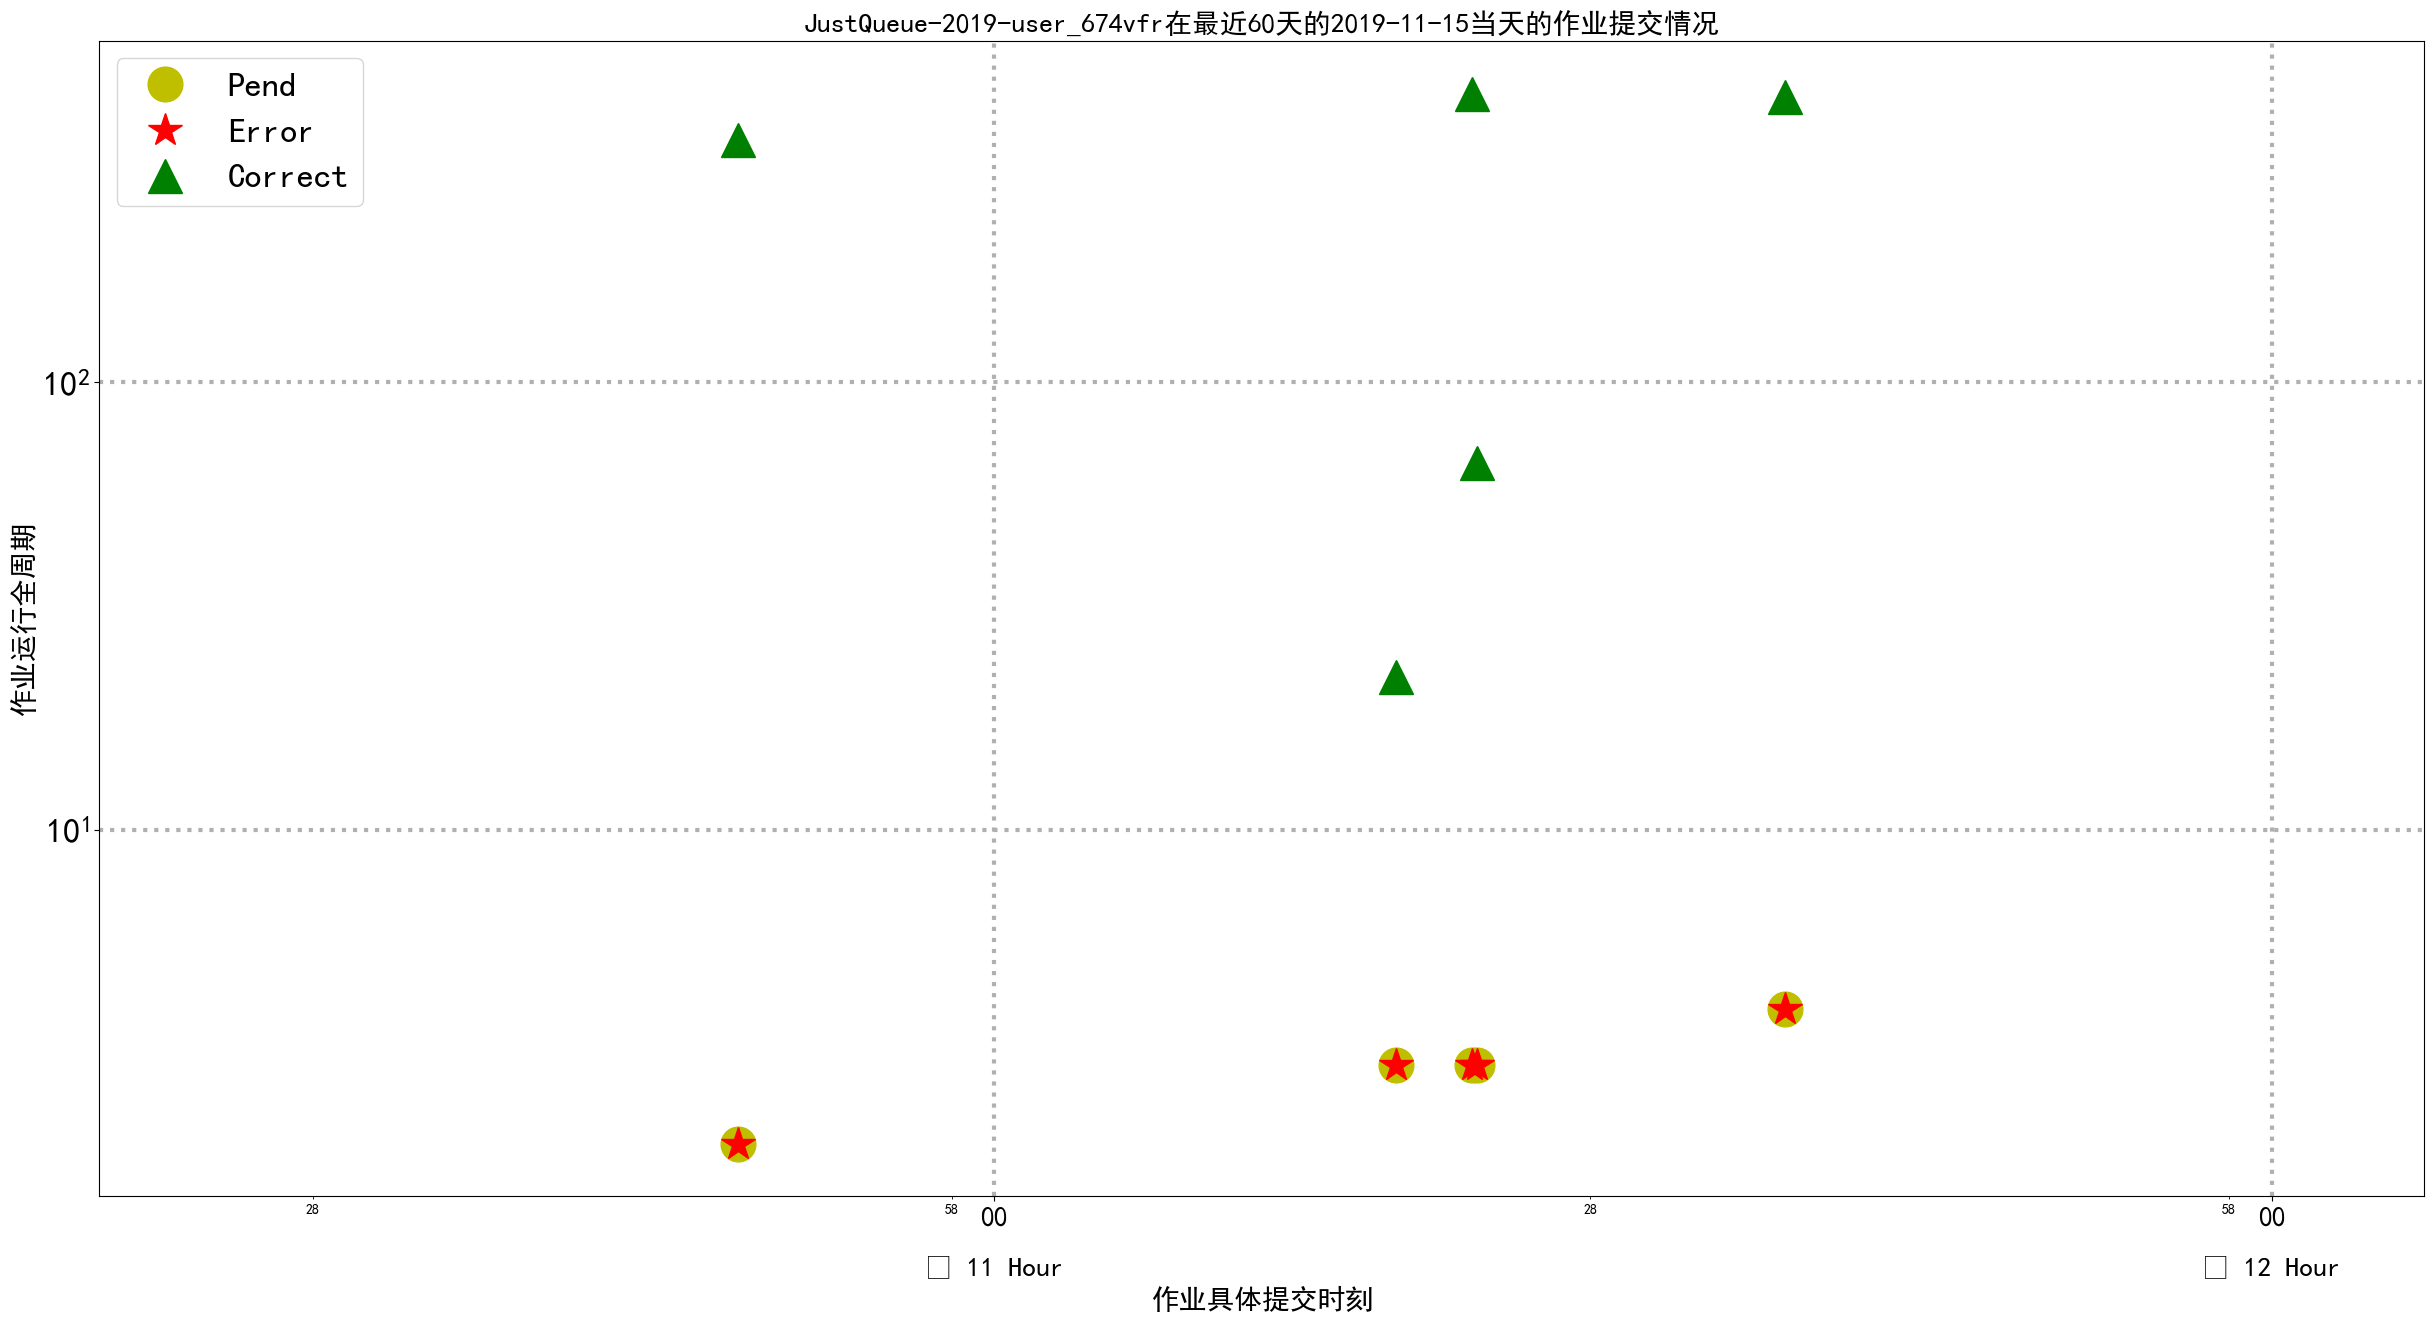 JustQueue-2019-user_674vfr在最近60天的2019-11-15当天的作业提交情况
Pend
Error
Correct
10²
10¹
作业运行全周期
28
58
00
28
58
00
□ 11 Hour
□ 12 Hour
作业具体提交时刻